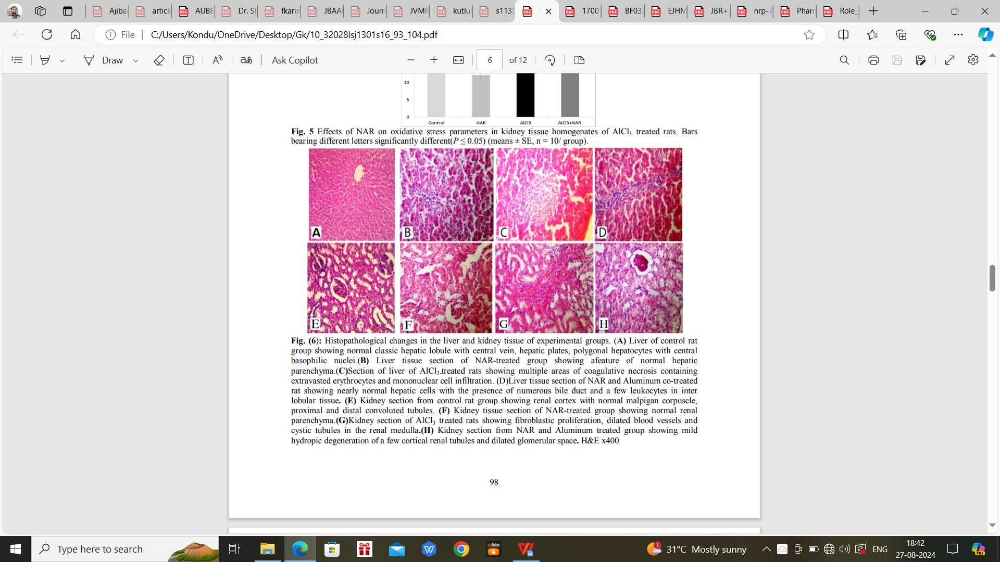 Ajiba
article
AUBE
Dr. Sh
fkarim
JBAA
Journ
JVMR
kutlu
s1135
1700
BF03
EJHM
JBR+
nrp-7
Pharr
Role_
File
C:/Users/Kondu/OneDrive/Desktop/Gk/10_32028lsj1301s16_93_104.pdf
Draw
Ask Copilot
6 of 12
10
5
0
Control NAR AlCl3 AlCl3+NAR
Fig. 5 Effects of NAR on oxidative stress parameters in kidney tissue homogenates of AlCl3- treated rats. Bars
bearing different letters significantly different(P ≤ 0.05) (means ± SE, n = 10/ group).
A B C D
E F G H
Fig. (6): Histopathological changes in the liver and kidney tissue of experimental groups. (A) Liver of control rat
group showing normal classic hepatic lobule with central vein, hepatic plates, polygonal hepatocytes with central
basophilic nuclei.(B) Liver tissue section of NAR-treated group showing afeature of normal hepatic
parenchyma.(C)Section of liver of AlCl3-treated rats showing multiple areas of coagulative necrosis containing
extravasted erythrocytes and mononuclear cell infiltration. (D)Liver tissue section of NAR and Aluminum co-treated
rat showing nearly normal hepatic cells with the presence of numerous bile duct and a few leukocytes in inter
lobular tissue. (E) Kidney section from control rat group showing renal cortex with normal malpigan corpuscle,
proximal and distal convoluted tubules. (F) Kidney tissue section of NAR-treated group showing normal renal
parenchyma.(G)Kidney section of AlCl3 treated rats showing fibroblastic proliferation, dilated blood vessels and
cystic tubules in the renal medulla.(H) Kidney section from NAR and Aluminum treated group showing mild
hydropic degeneration of a few cortical renal tubules and dilated glomerular space. H&E x400
98
Type here to search
31°C Mostly sunny
ENG
18:42
27-08-2024